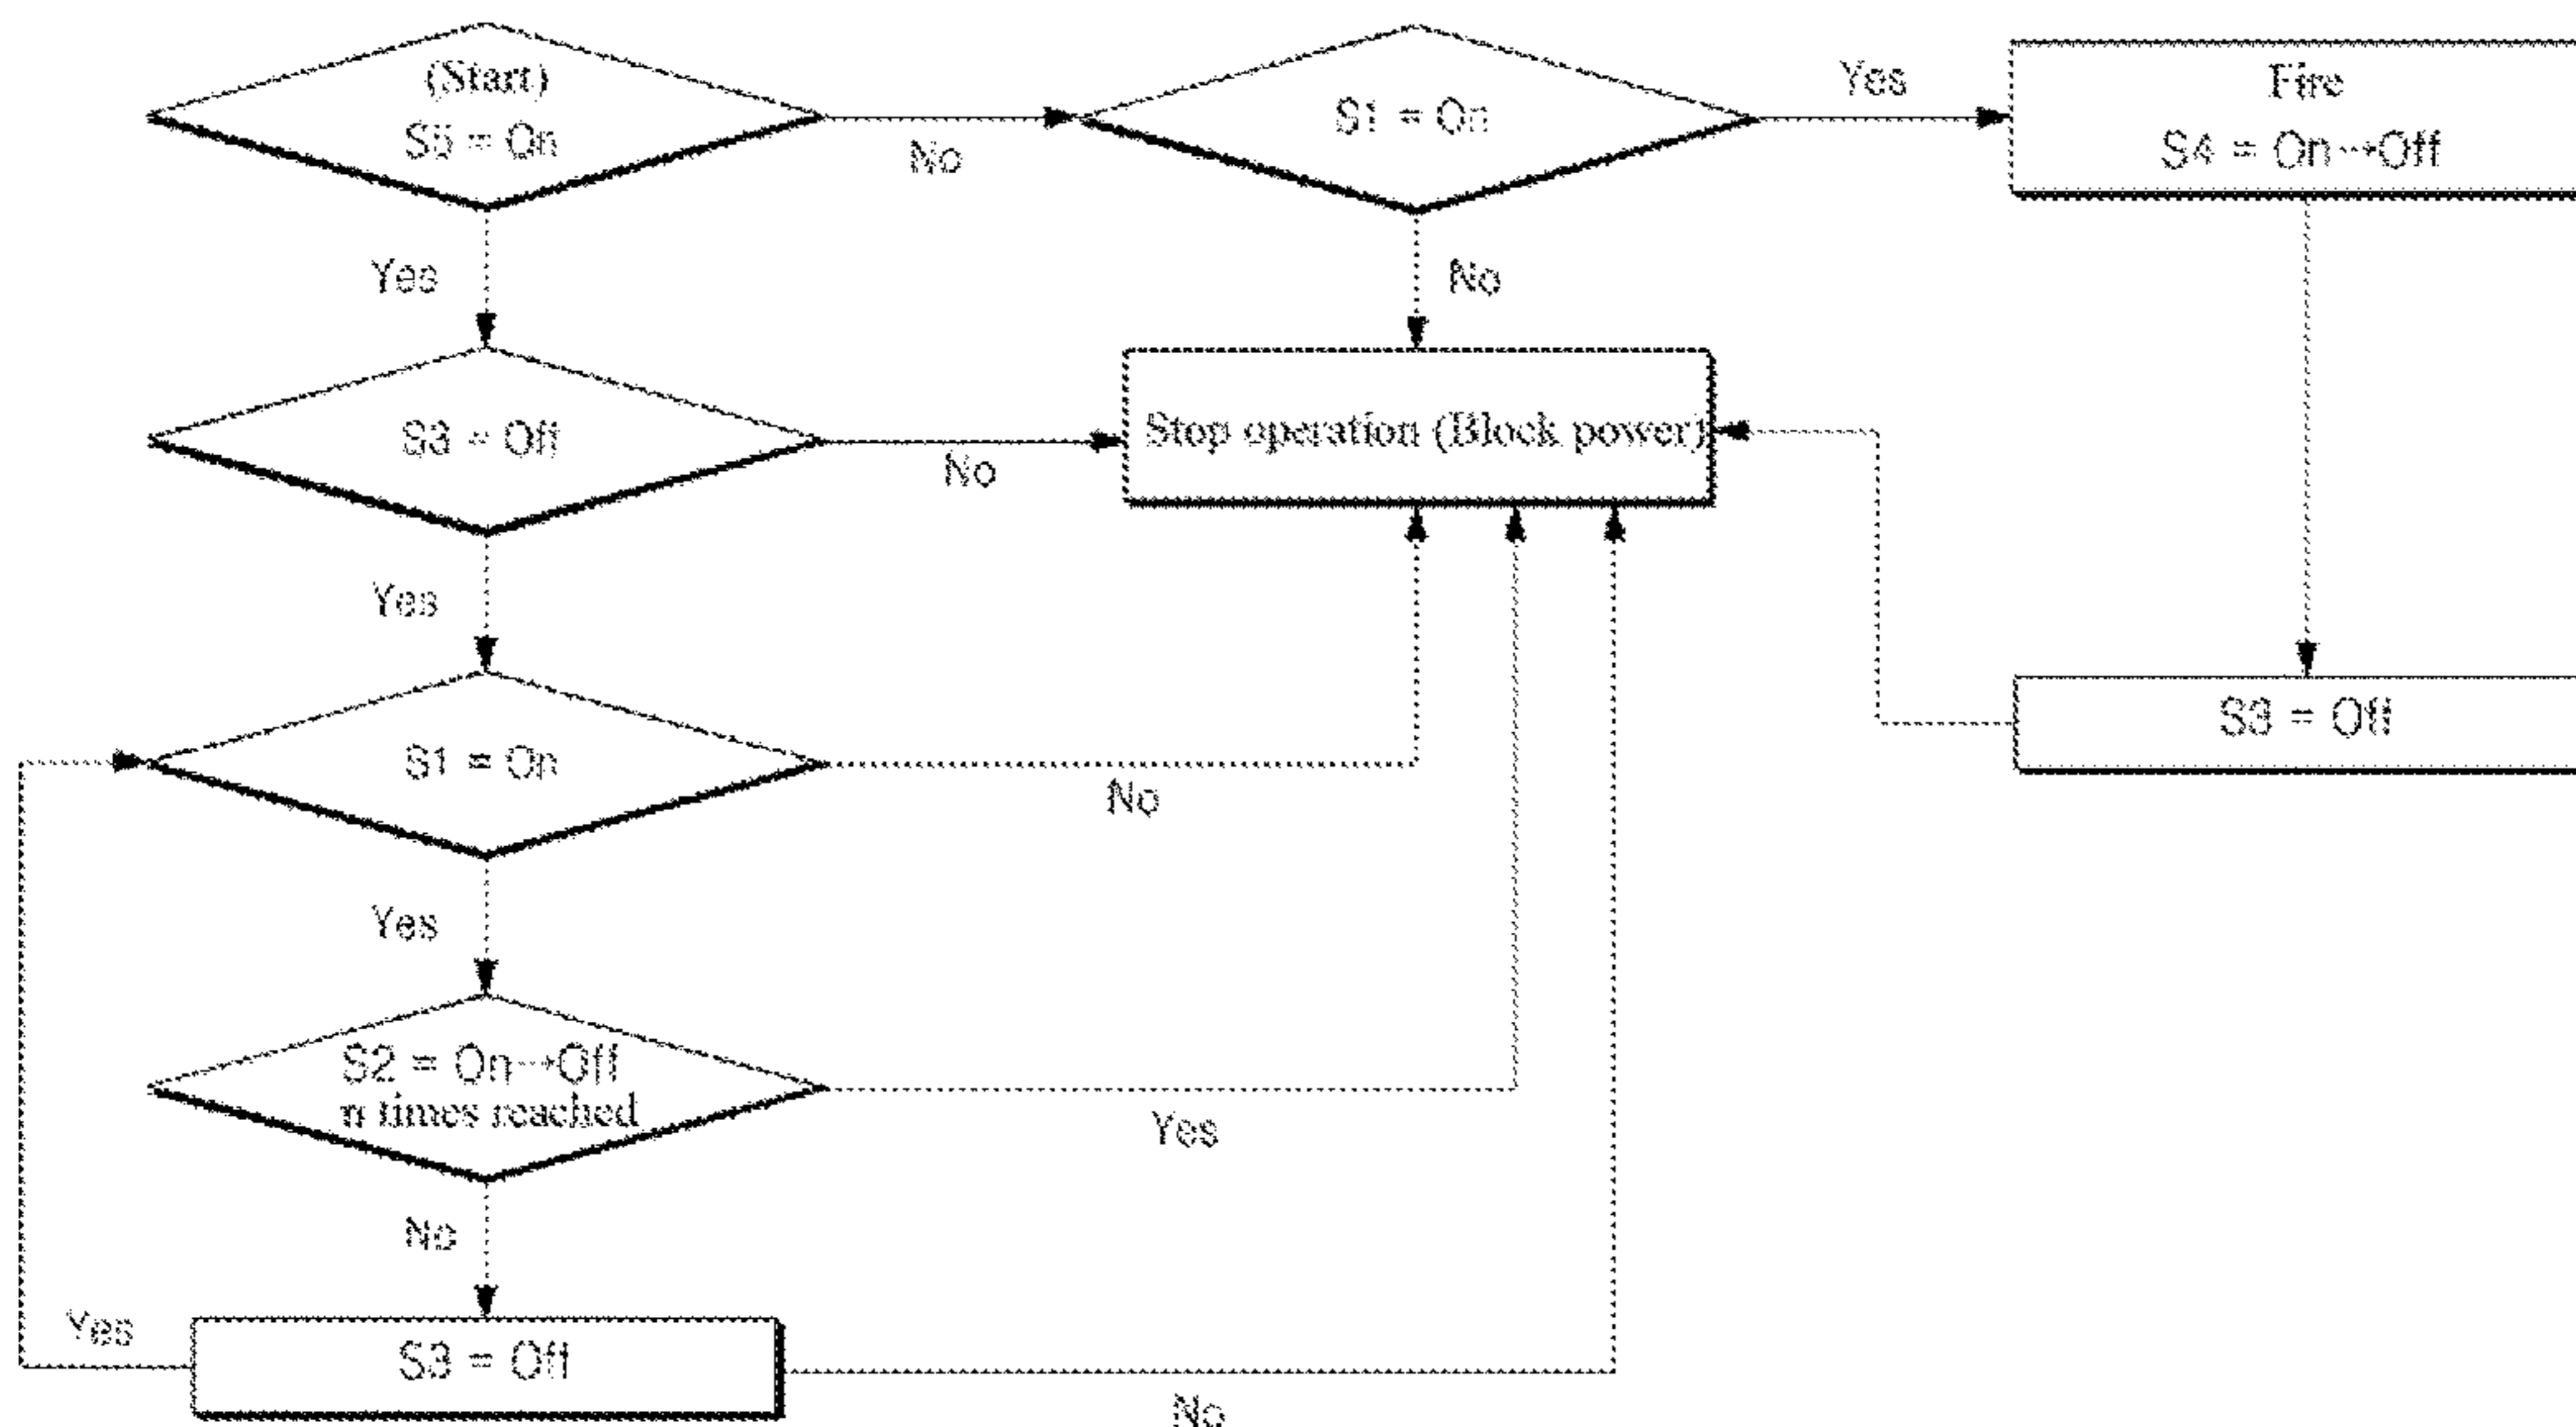 (Start)
S5 = On
No
S1 = On
Yes
Fire
S4 = On→Off
Yes
No
S3 = Off
No
Stop operation (Block power)
Yes
S1 = On
No
S3 = Off
Yes
S2 = On→Off
n times reached
Yes
No
Yes
S3 = Off
No